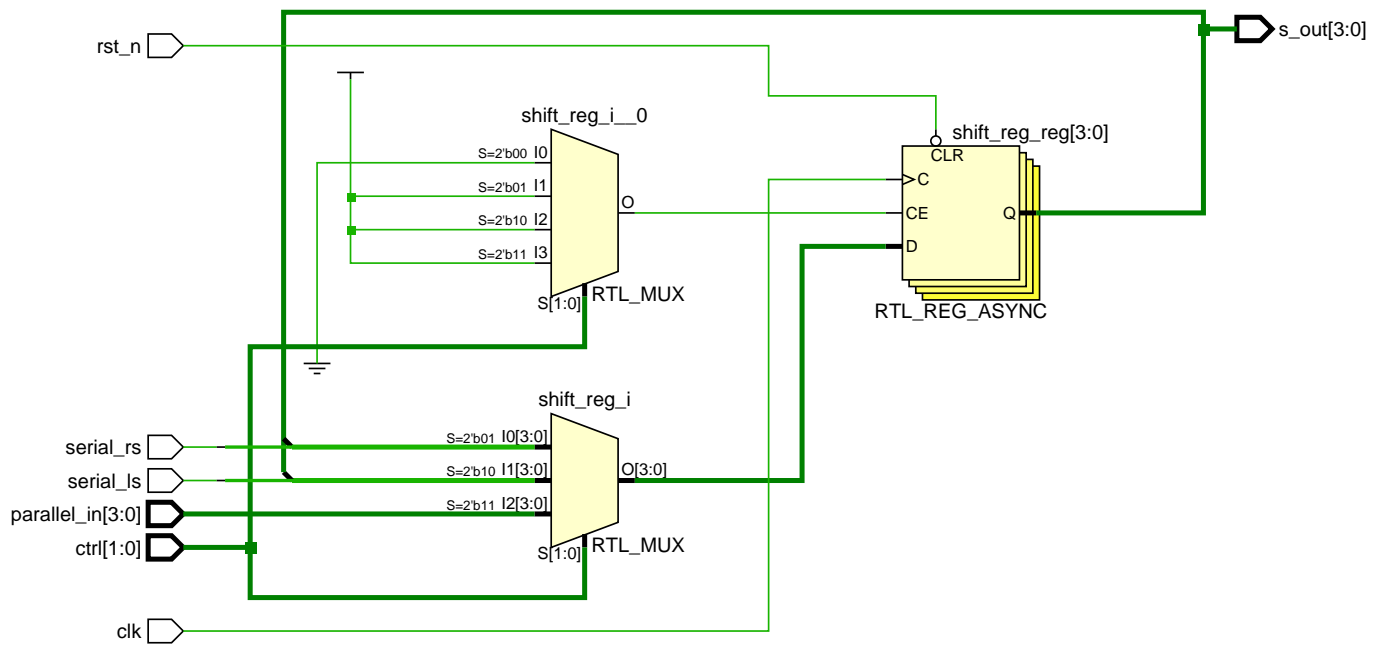 s_out[3:0]
rst_n
shift_reg_i__0
shift_reg_reg[3:0]
S=2'b00 I0
CLR
S=2'b01 I1
C
S=2'b10 I2
O
CE
Q
S=2'b11 I3
D
S[1:0]
RTL_MUX
RTL_REG_ASYNC
shift_reg_i
serial_rs
S=2'b01 I0[3:0]
serial_ls
S=2'b10 I1[3:0]
O[3:0]
parallel_in[3:0]
S=2'b11 I2[3:0]
ctrl[1:0]
S[1:0]
RTL_MUX
clk